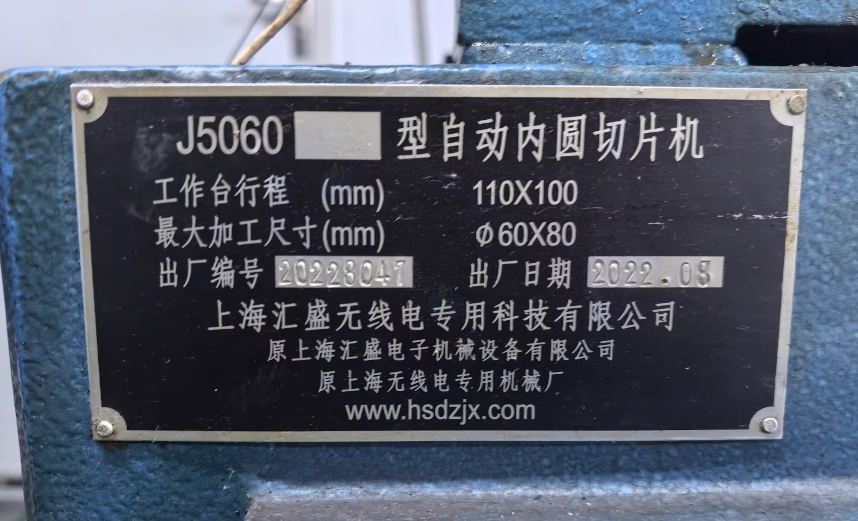 J5060 型自动内圆切片机
工作台行程 (mm) 110X100
最大加工尺寸(mm) φ60X80
出厂编号 20228047 出厂日期 2022.08
上海汇盛无线电专用科技有限公司
原上海汇盛电子机械设备有限公司
原上海无线电专用机械厂
www.hsdzjx.com